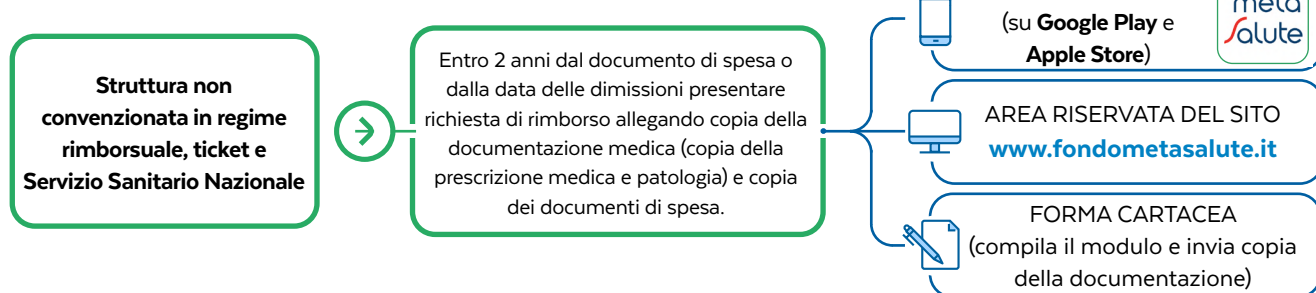 Struttura non
convenzionata in regime
rimborsuale, ticket e
Servizio Sanitario Nazionale
Entro 2 anni dal documento di spesa o
dalla data delle dimissioni presentare
richiesta di rimborso allegando copia della
documentazione medica (copia della
prescrizione medica e patologia) e copia
dei documenti di spesa.
(su Google Play e
Apple Store)
meta
Salute
AREA RISERVATA DEL SITO
www.fondometasalute.it
FORMA CARTACEA
(compila il modulo e invia copia
della documentazione)